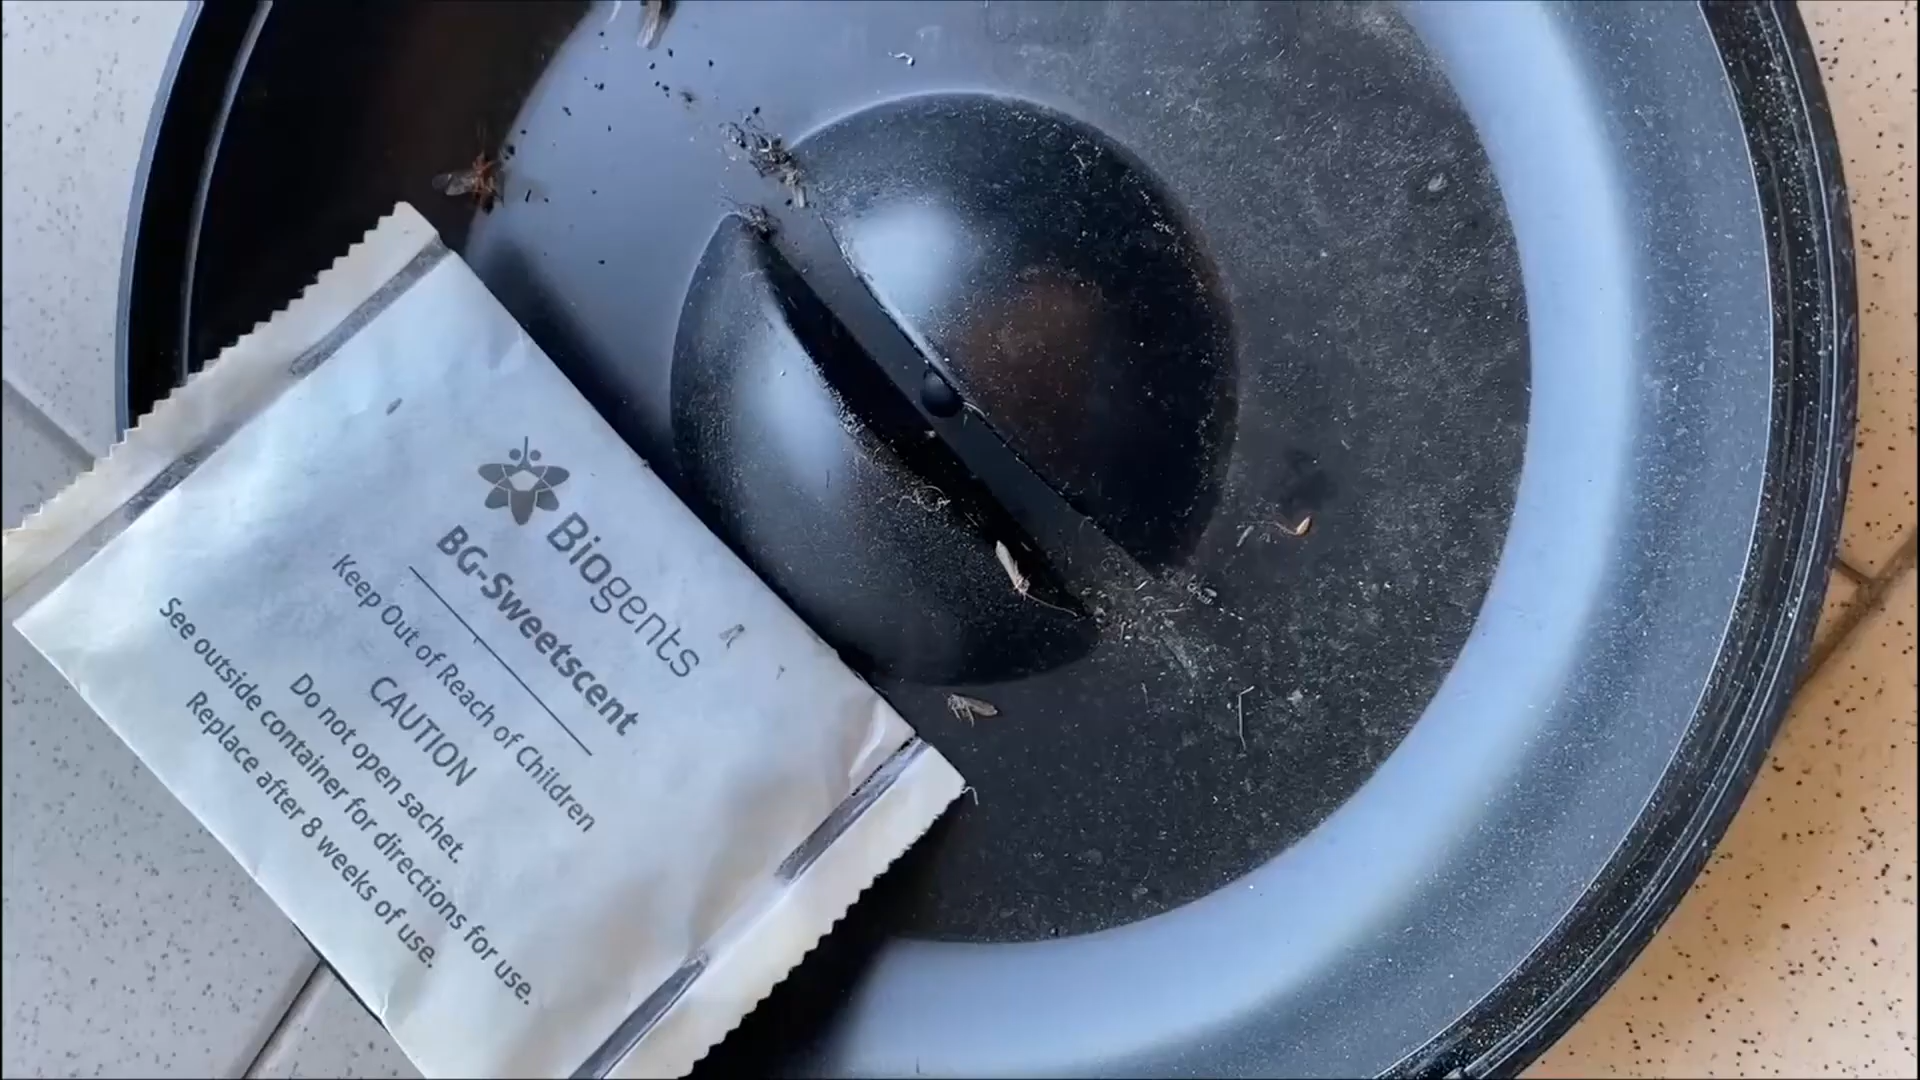 Biogents
BG-Sweetscent
Keep Out of Reach of Children
CAUTION
Do not open sachet.
See outside container for directions for use.
Replace after 8 weeks of use.